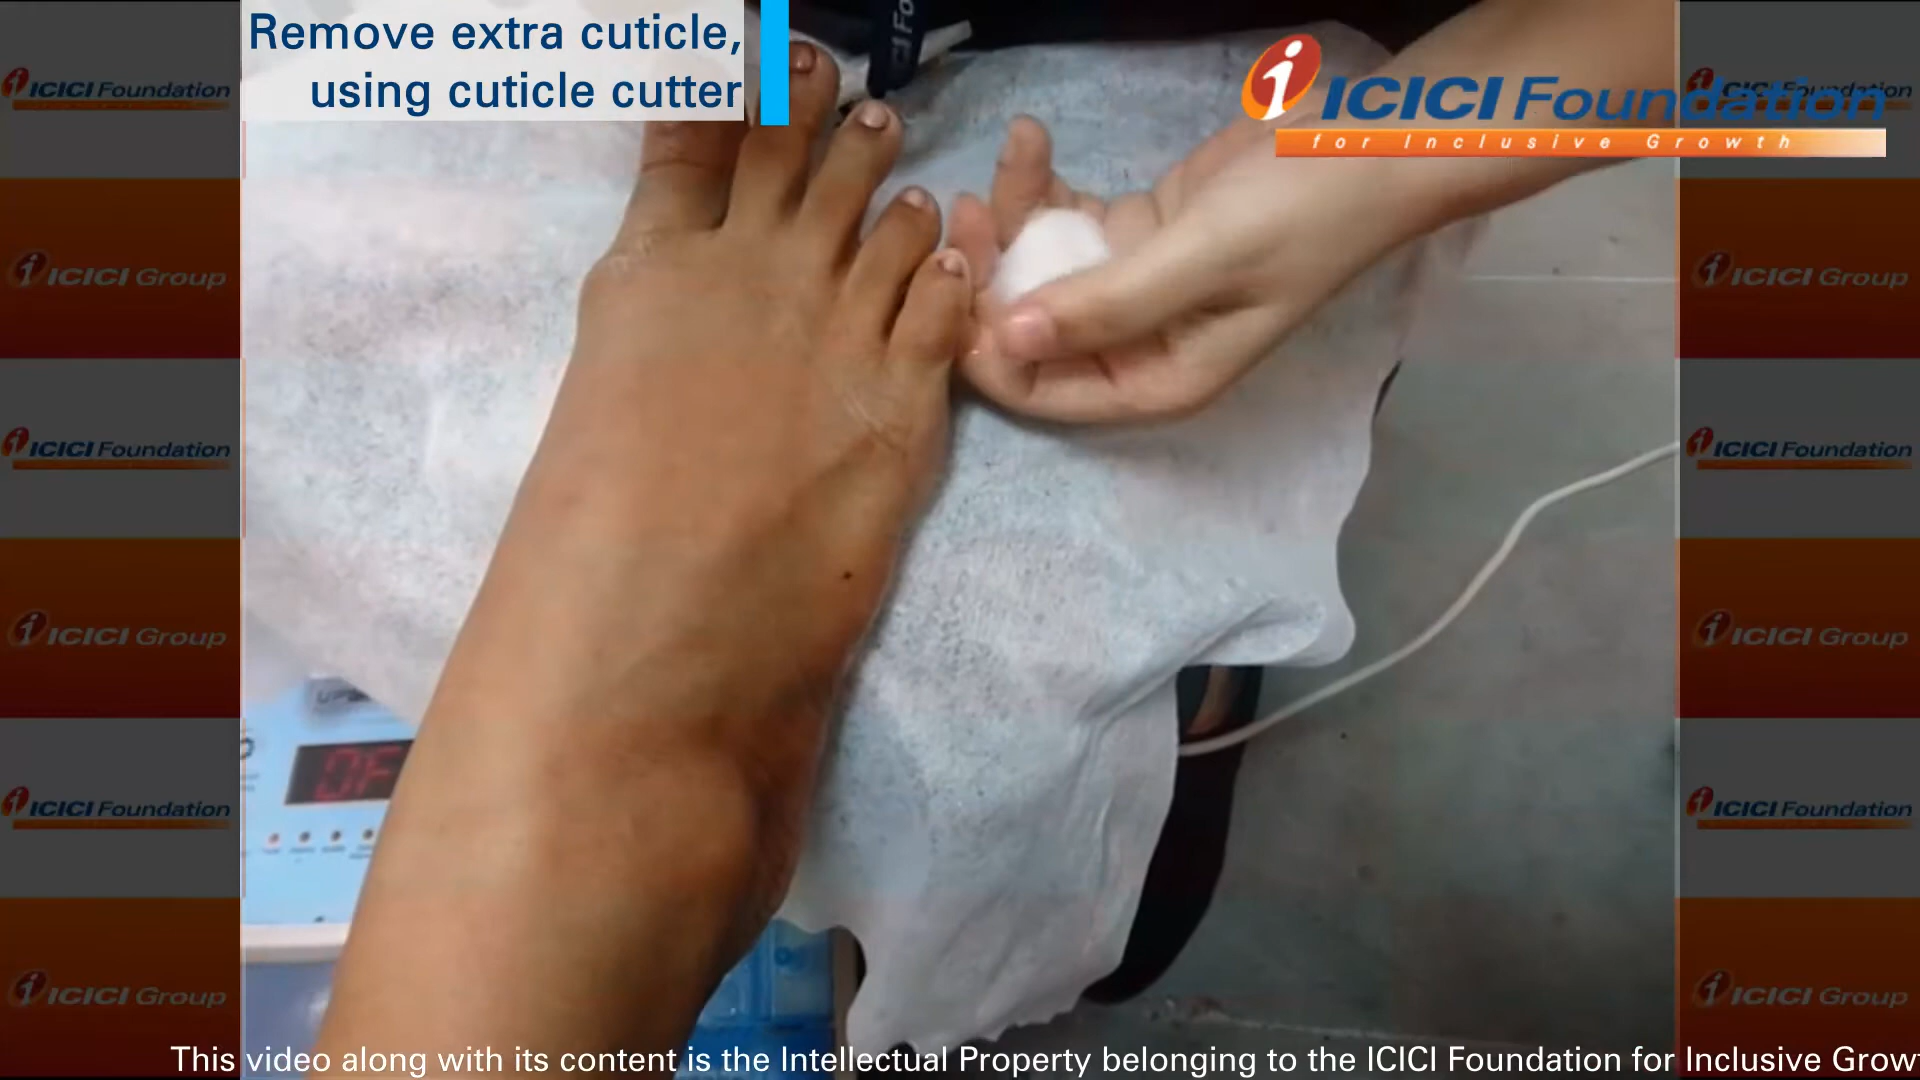 Remove extra cuticle,
using cuticle cutter
ICICI Foundation
for Inclusive Growth
ICICI Foundation
ICICI Group
ICICI Foundation
ICICI Group
ICICI Foundation
ICICI Group
ICICI Foundation
ICICI Group
ICICI Foundation
ICICI Group
ICICI Foundation
ICICI Group
This video along with its content is the Intellectual Property belonging to the ICICI Foundation for Inclusive Grow